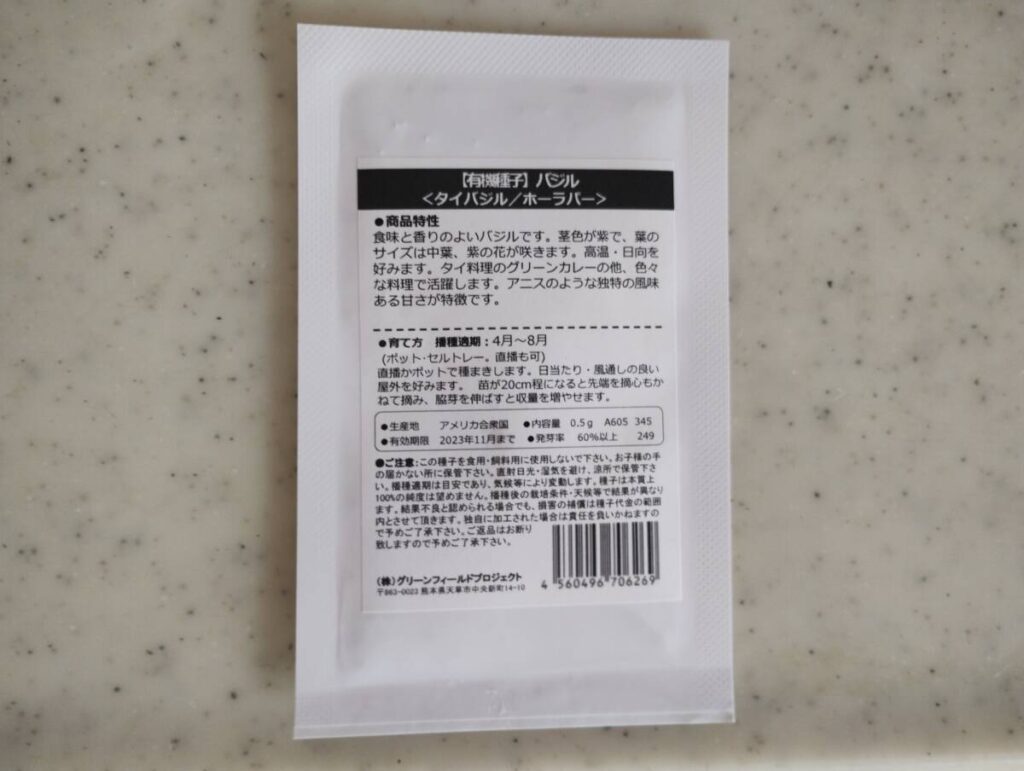 【有機種子】バジル
<タイバジル／ホーラパー>
●商品特性
食味と香りのよいバジルです。茎色が紫で、葉の
サイズは中葉、紫の花が咲きます。高温・日向を
好みます。タイ料理のグリーンカレーの他、色々
な料理で活躍します。アニスのような独特の風味
ある甘さが特徴です。
●育て方 播種適期：4月～8月
(ポット・セルトレー。直播も可)
直播かポットで種まきします。日当たり・風通しの良い
屋外を好みます。 苗が20cm程になると先端を摘心もか
ねて摘み、脇芽を伸ばすと収量を増やせます。
●生産地 アメリカ合衆国 ●内容量 0.5g A605 345
●有効期限 2023年11月まで ●発芽率 60%以上 249
●ご注意：この種子を食用・飼料用に使用しないで下さい。お子様の手
の届かない所に保管下さい。直射日光・湿気を避け、涼所で保管下さ
い。播種適期は目安であり、気候等により変動します。種子は本質上
100%の純度は望めません。播種後の栽培条件・天候等で結果が異なり
ます。結果不良と認められる場合でも、損害の補償は種子代金の範囲
内とさせて頂きます。独自に加工された場合は責任を負いかねますの
で予めご了承下さい。ご返品はお断り
致しますので予めご了承下さい。
(株)グリーンフィールドプロジェクト
〒863-0023 熊本県天草市中央新町14-10
4 560496 706269